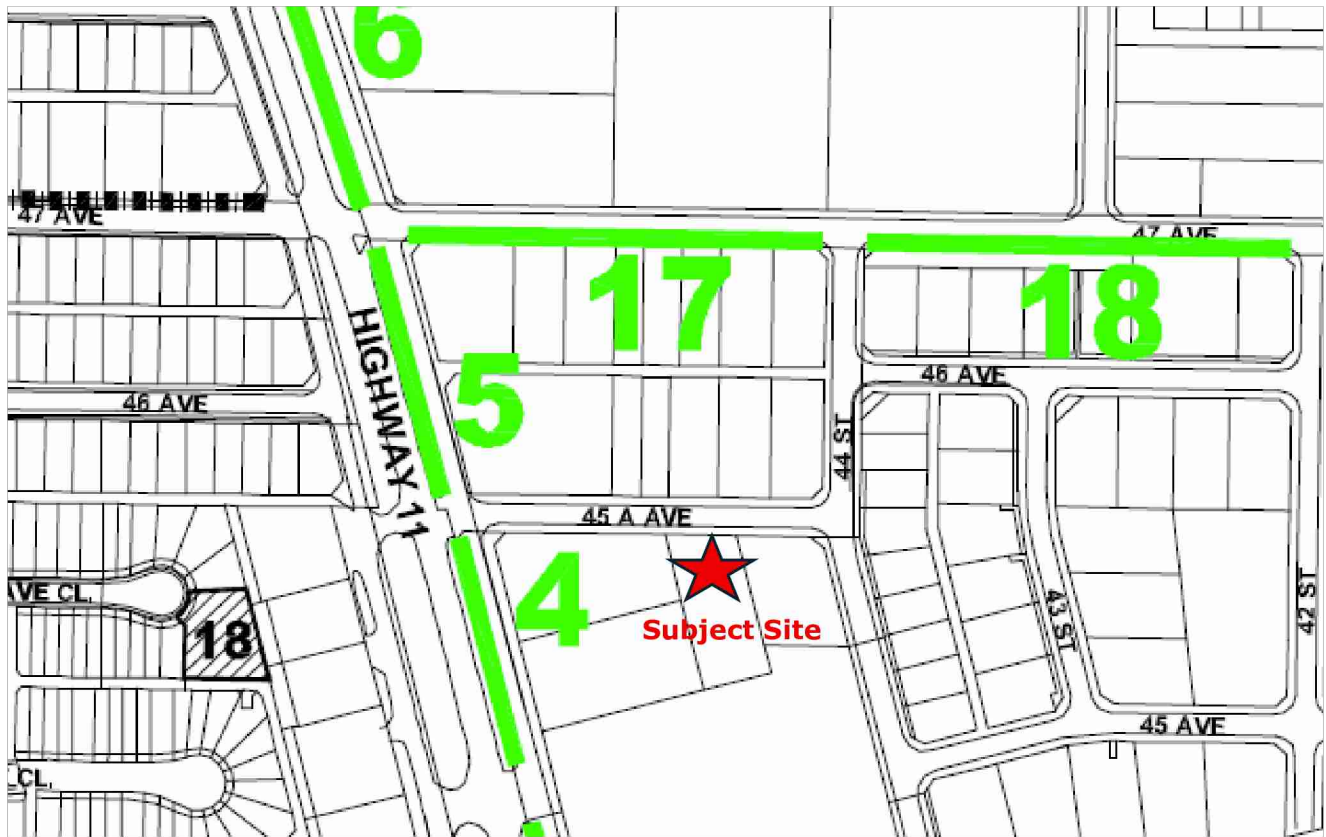 6
47 AVE
47 AVE
17
18
HIGHWAY 11
5
46 AVE
46 AVE
44 ST
45 A AVE
4
AVE CL.
18
Subject Site
43 ST
42 ST
45 AVE
CL.